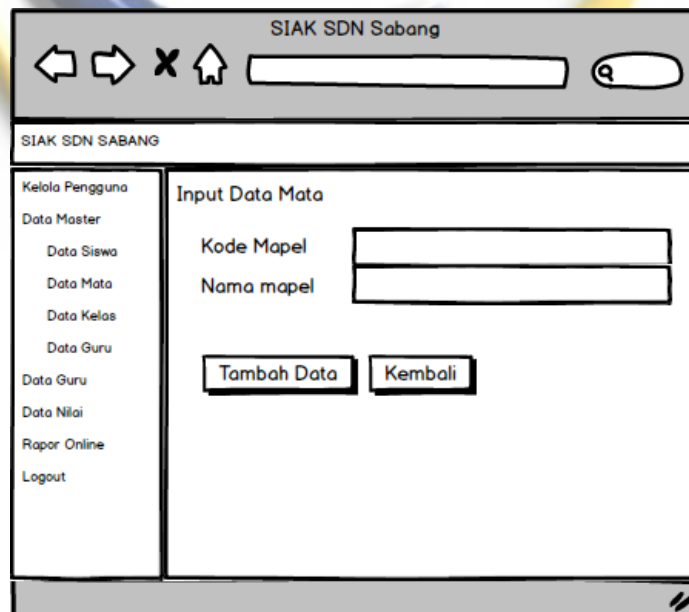 SIAK SDN Sabang
SIAK SDN SABANG
Kelola Pengguna
Data Master
Data Siswa
Data Mata
Data Kelas
Data Guru
Data Guru
Data Nilai
Rapor Online
Logout
Input Data Mata
Kode Mapel
Nama mapel
Tambah Data
Kembali